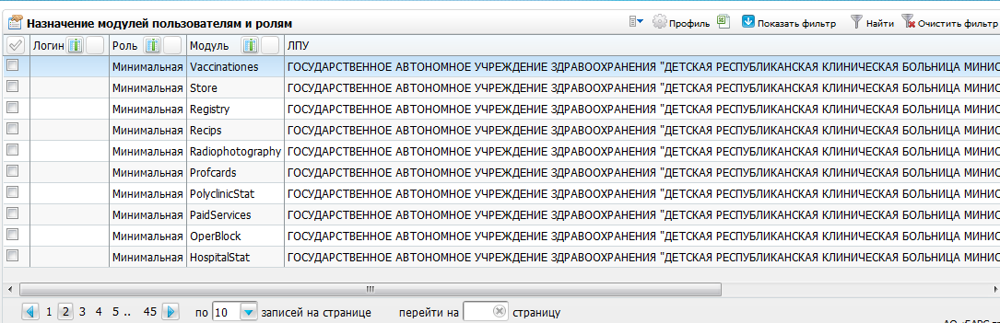 Назначение модулей пользователям и ролям Профиль Показать фильтр Найти Очистить фильтр
Логин Роль Модуль ЛПУ
Минимальная Vaccinationes ГОСУДАРСТВЕННОЕ АВТОНОМНОЕ УЧРЕЖДЕНИЕ ЗДРАВООХРАНЕНИЯ "ДЕТСКАЯ РЕСПУБЛИКАНСКАЯ КЛИНИЧЕСКАЯ БОЛЬНИЦА МИНИС
Минимальная Store ГОСУДАРСТВЕННОЕ АВТОНОМНОЕ УЧРЕЖДЕНИЕ ЗДРАВООХРАНЕНИЯ "ДЕТСКАЯ РЕСПУБЛИКАНСКАЯ КЛИНИЧЕСКАЯ БОЛЬНИЦА МИНИС
Минимальная Registry ГОСУДАРСТВЕННОЕ АВТОНОМНОЕ УЧРЕЖДЕНИЕ ЗДРАВООХРАНЕНИЯ "ДЕТСКАЯ РЕСПУБЛИКАНСКАЯ КЛИНИЧЕСКАЯ БОЛЬНИЦА МИНИС
Минимальная Recips ГОСУДАРСТВЕННОЕ АВТОНОМНОЕ УЧРЕЖДЕНИЕ ЗДРАВООХРАНЕНИЯ "ДЕТСКАЯ РЕСПУБЛИКАНСКАЯ КЛИНИЧЕСКАЯ БОЛЬНИЦА МИНИС
Минимальная Radiophotography ГОСУДАРСТВЕННОЕ АВТОНОМНОЕ УЧРЕЖДЕНИЕ ЗДРАВООХРАНЕНИЯ "ДЕТСКАЯ РЕСПУБЛИКАНСКАЯ КЛИНИЧЕСКАЯ БОЛЬНИЦА МИНИС
Минимальная Profcards ГОСУДАРСТВЕННОЕ АВТОНОМНОЕ УЧРЕЖДЕНИЕ ЗДРАВООХРАНЕНИЯ "ДЕТСКАЯ РЕСПУБЛИКАНСКАЯ КЛИНИЧЕСКАЯ БОЛЬНИЦА МИНИС
Минимальная PolyclinicStat ГОСУДАРСТВЕННОЕ АВТОНОМНОЕ УЧРЕЖДЕНИЕ ЗДРАВООХРАНЕНИЯ "ДЕТСКАЯ РЕСПУБЛИКАНСКАЯ КЛИНИЧЕСКАЯ БОЛЬНИЦА МИНИС
Минимальная PaidServices ГОСУДАРСТВЕННОЕ АВТОНОМНОЕ УЧРЕЖДЕНИЕ ЗДРАВООХРАНЕНИЯ "ДЕТСКАЯ РЕСПУБЛИКАНСКАЯ КЛИНИЧЕСКАЯ БОЛЬНИЦА МИНИС
Минимальная OperBlock ГОСУДАРСТВЕННОЕ АВТОНОМНОЕ УЧРЕЖДЕНИЕ ЗДРАВООХРАНЕНИЯ "ДЕТСКАЯ РЕСПУБЛИКАНСКАЯ КЛИНИЧЕСКАЯ БОЛЬНИЦА МИНИС
Минимальная HospitalStat ГОСУДАРСТВЕННОЕ АВТОНОМНОЕ УЧРЕЖДЕНИЕ ЗДРАВООХРАНЕНИЯ "ДЕТСКАЯ РЕСПУБЛИКАНСКАЯ КЛИНИЧЕСКАЯ БОЛЬНИЦА МИНИС
1 2 3 4 5 .. 45 по 10 записей на странице перейти на страницу